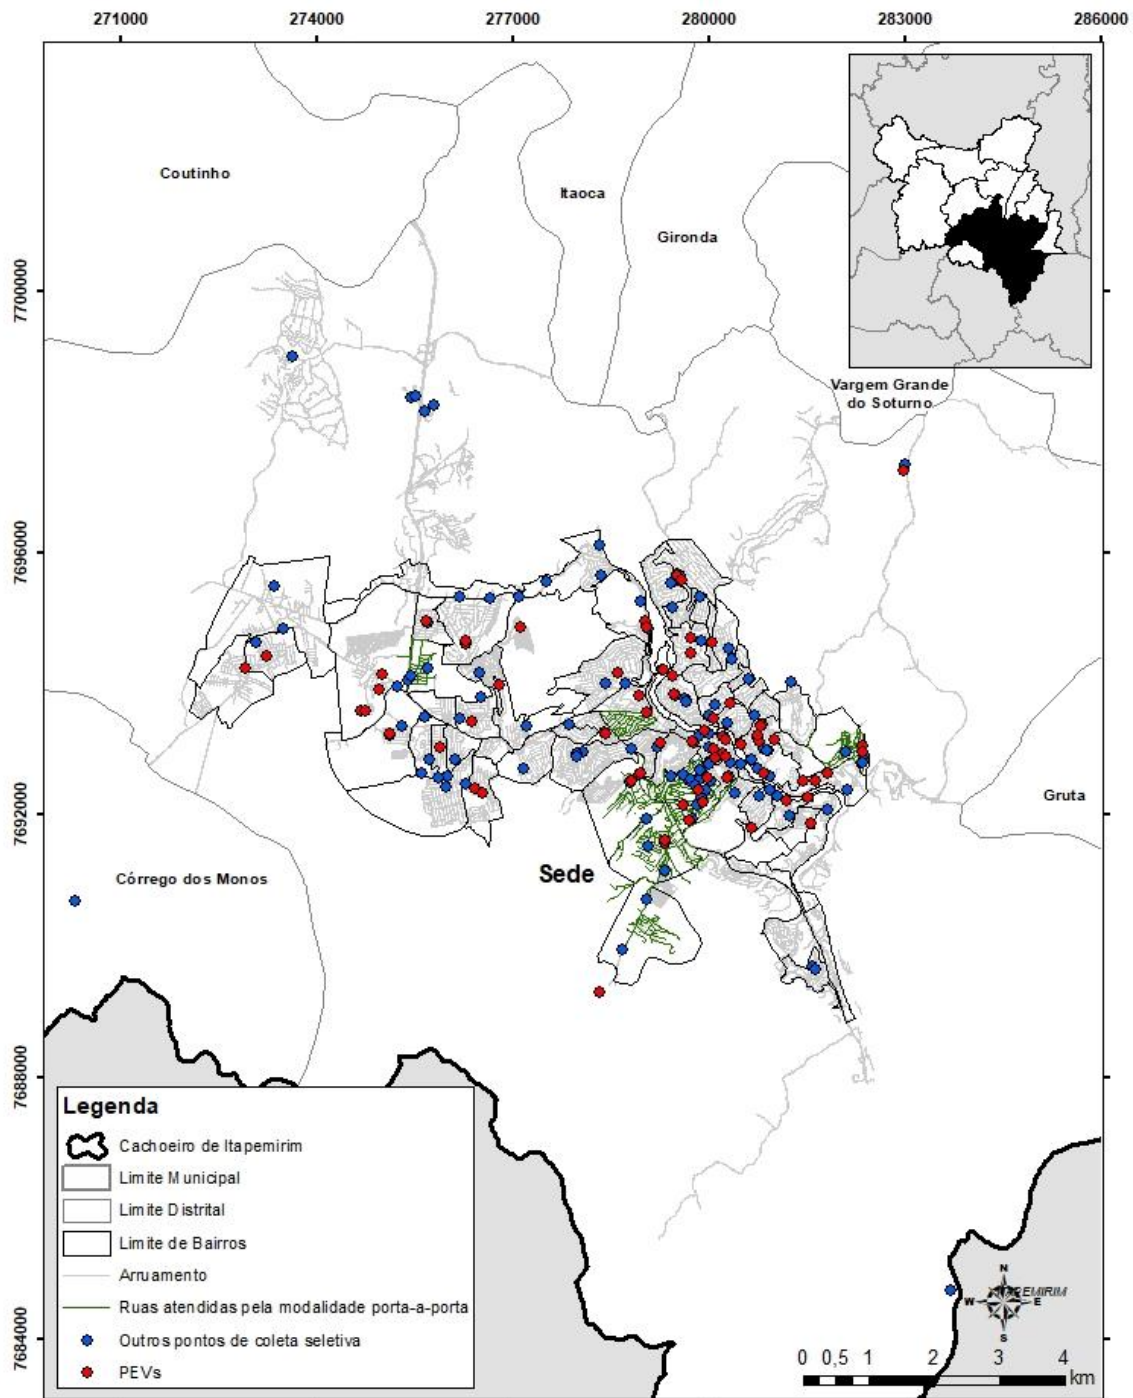 271000 274000 277000 280000 283000 286000
7700000
7696000
7692000
7688000
7684000
Coutinho
Itaoca
Gironda
Vargem Grande
do Soturno
Gruta
Sede
Córrego dos Monos
Legenda
Cachoeiro de Itapemirim
Limite Municipal
Limite Distrital
Limite de Bairros
Arruamento
Ruas atendidas pela modalidade porta-a-porta
Outros pontos de coleta seletiva
PEVs
N
W E
S
0 0,5 1 2 3 4
km